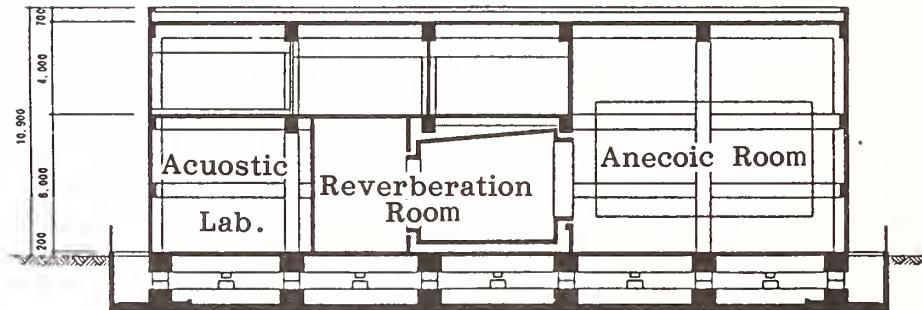 700
4,000
10,900
6,000
200
Acuostic
Lab.
Reverberation
Room
Anecoic Room